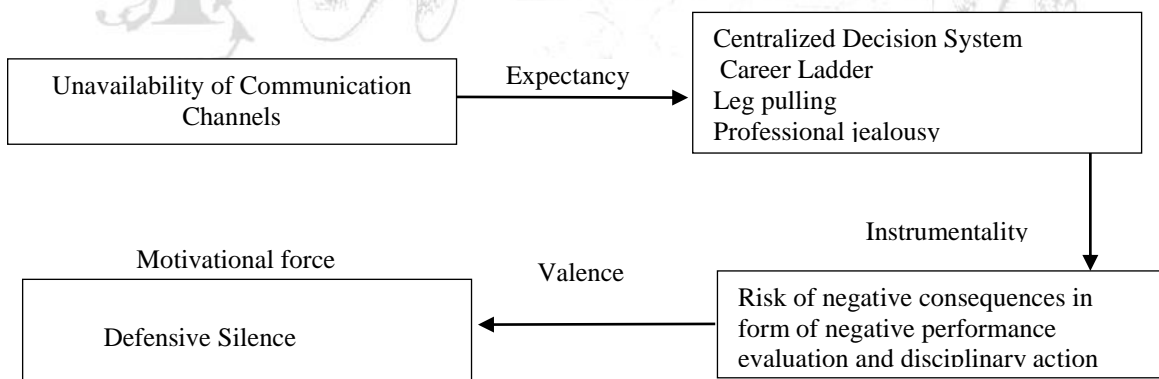 Unavailability of Communication
Channels
Expectancy
Centralized Decision System
Career Ladder
Leg pulling
Professional jealousy
Instrumentality
Risk of negative consequences in
form of negative performance
evaluation and disciplinary action
Valence
Motivational force
Defensive Silence